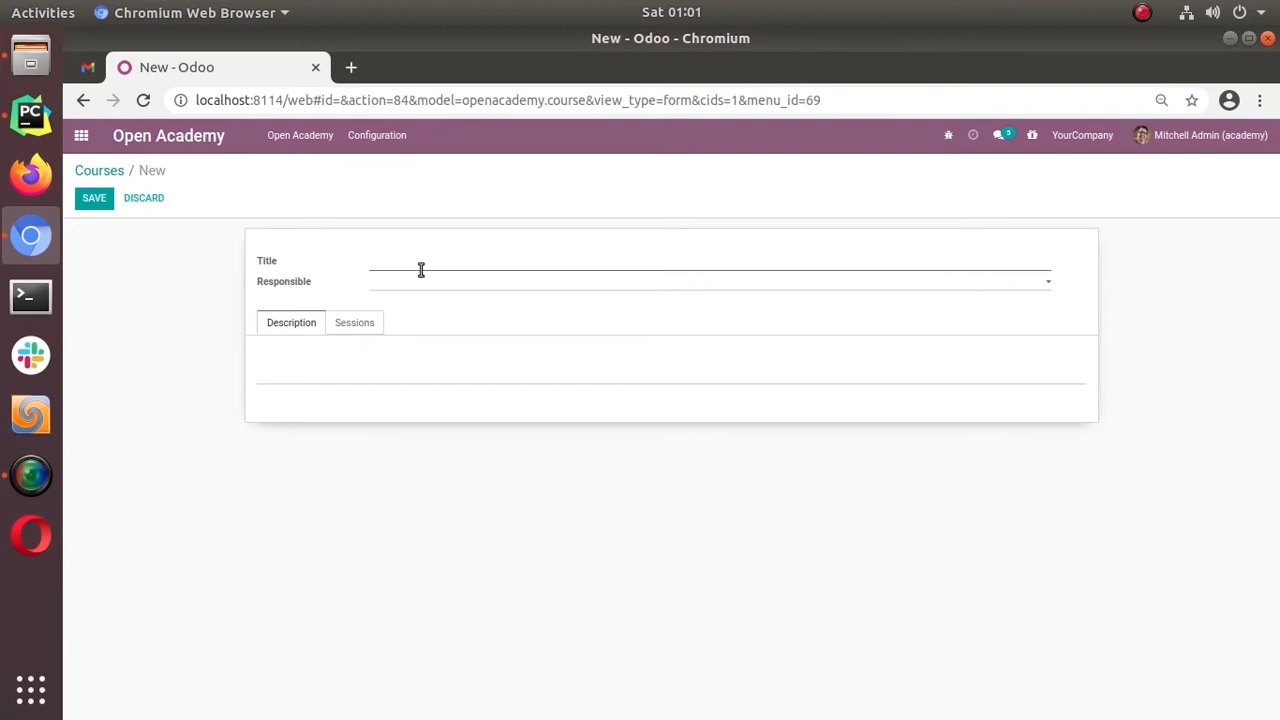 Activities Chromium Web Browser Sat 01:01
New - Odoo - Chromium
New - Odoo
localhost:8114/web#id=&action=84&model=openacademy.course&view_type=form&cids=1&menu_id=69
Open Academy Open Academy Configuration 5 YourCompany Mitchell Admin (academy)
Courses / New
SAVE DISCARD
Title
Responsible
Description Sessions
PC